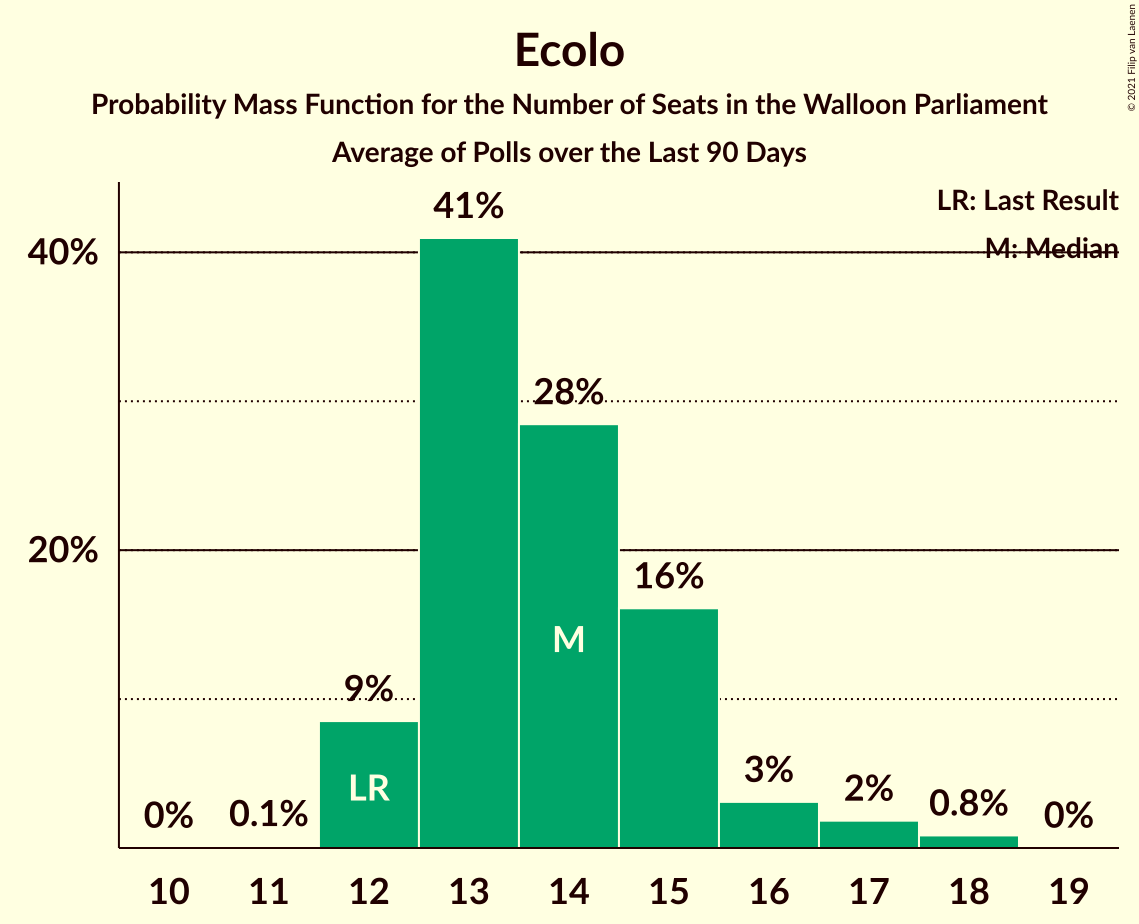 Ecolo
Probability Mass Function for the Number of Seats in the Walloon Parliament
Average of Polls over the Last 90 Days
© 2021 Filip van Laenen
LR: Last Result
M: Median
40%
20%
0%
0.1%
9%
41%
28%
16%
3%
2%
0.8%
0%
LR
M
10 11 12 13 14 15 16 17 18 19